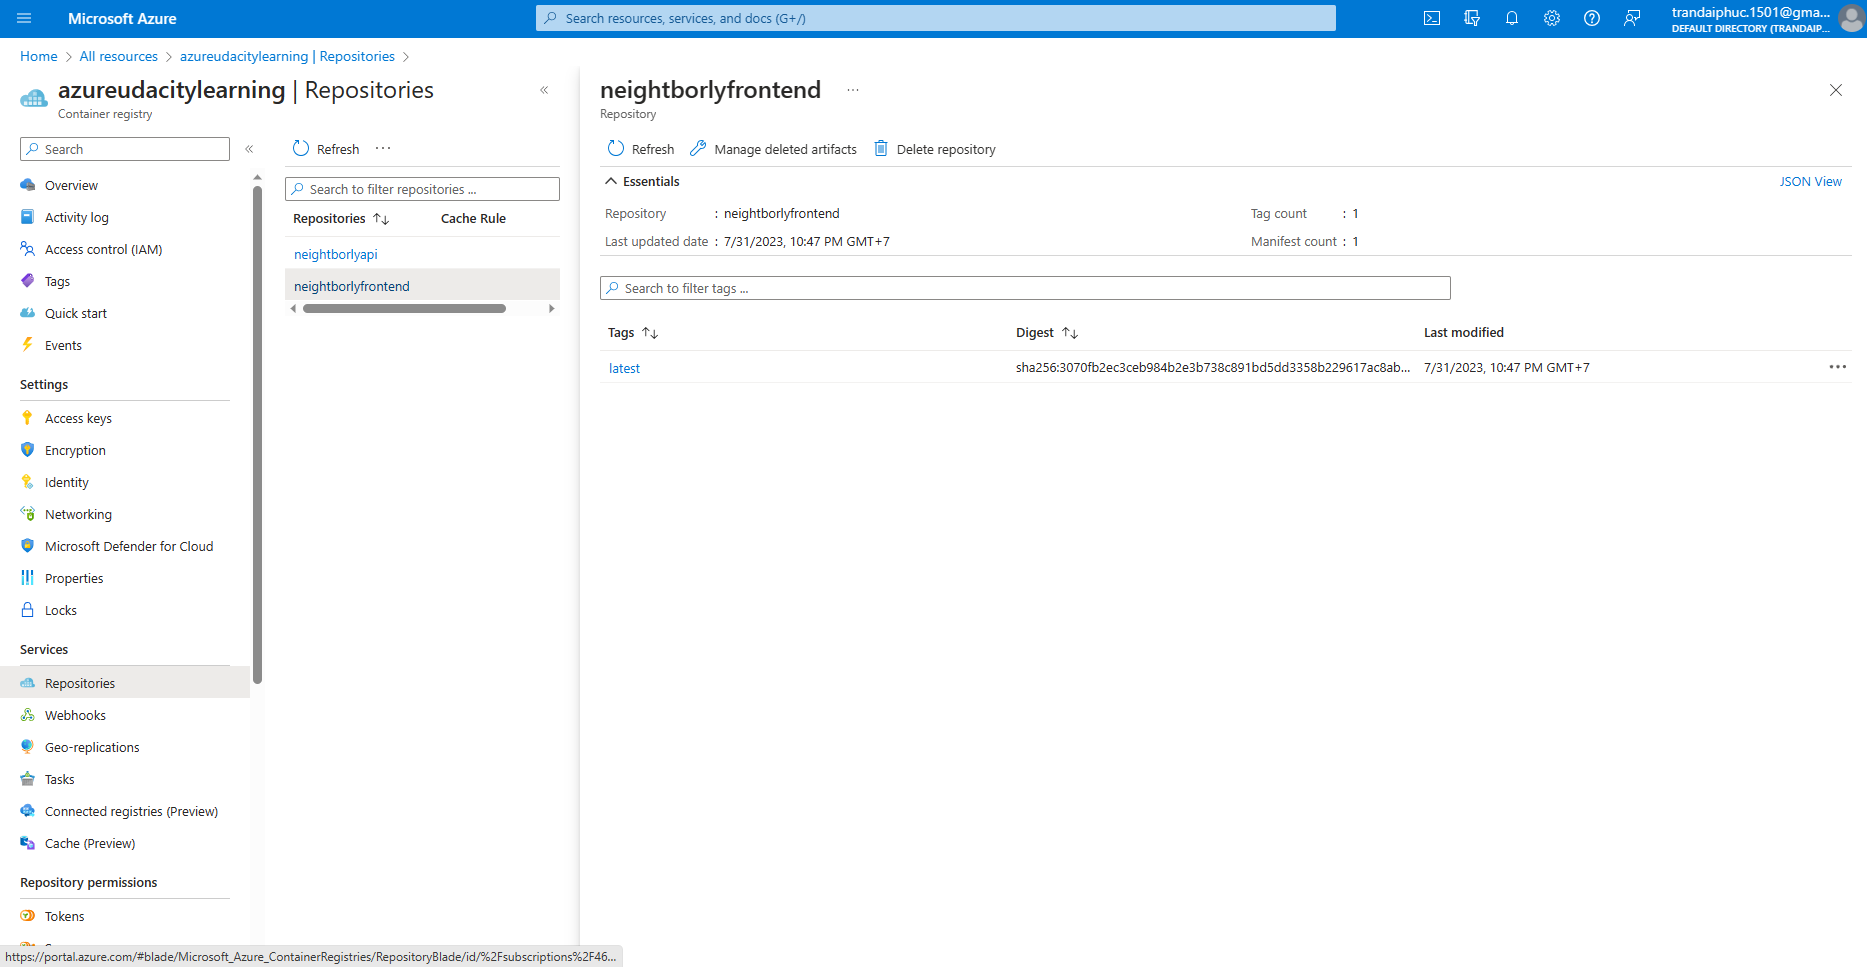 Microsoft Azure
Search resources, services, and docs (G+/)
trandaiphuc.1501@gma...
DEFAULT DIRECTORY (TRANDAIP...
Home > All resources > azureudacitylearning | Repositories >
azureudacitylearning | Repositories
Container registry
Search
Overview
Activity log
Access control (IAM)
Tags
Quick start
Events
Settings
Access keys
Encryption
Identity
Networking
Microsoft Defender for Cloud
Properties
Locks
Services
Repositories
Webhooks
Geo-replications
Tasks
Connected registries (Preview)
Cache (Preview)
Repository permissions
Tokens
Refresh
Search to filter repositories ...
Repositories Cache Rule
neightborlyapi
neightborlyfrontend
neightborlyfrontend
Repository
Refresh Manage deleted artifacts Delete repository
Essentials JSON View
Repository : neightborlyfrontend Tag count : 1
Last updated date : 7/31/2023, 10:47 PM GMT+7 Manifest count : 1
Search to filter tags ...
Tags Digest Last modified
latest sha256:3070fb2ec3ceb984b2e3b738c891bd5dd3358b229617ac8ab... 7/31/2023, 10:47 PM GMT+7
https://portal.azure.com/#blade/Microsoft_Azure_ContainerRegistries/RepositoryBlade/id/%2Fsubscriptions%2F46...